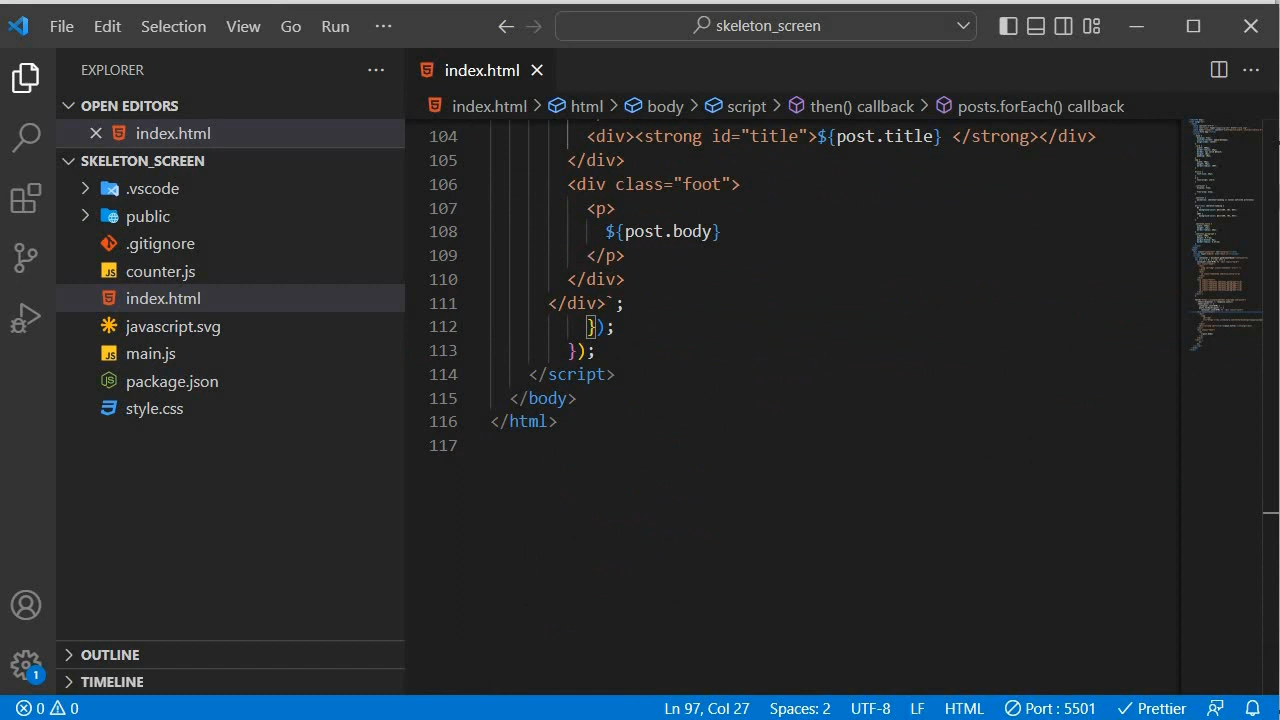 File Edit Selection View Go Run ···
skeleton_screen
EXPLORER
index.html
OPEN EDITORS
index.html
SKELETON_SCREEN
.vscode
public
.gitignore
counter.js
index.html
javascript.svg
main.js
package.json
style.css
OUTLINE
TIMELINE
index.html > html > body > script > then() callback > posts.forEach() callback
104 <div><strong id="title">${post.title} </strong></div>
105 </div>
106 <div class="foot">
107 <p>
108 ${post.body}
109 </p>
110 </div>
111 </div>`;
112 });
113 });
114 </script>
115 </body>
116 </html>
117
0 0 Ln 97, Col 27 Spaces: 2 UTF-8 LF HTML Port : 5501 Prettier
1